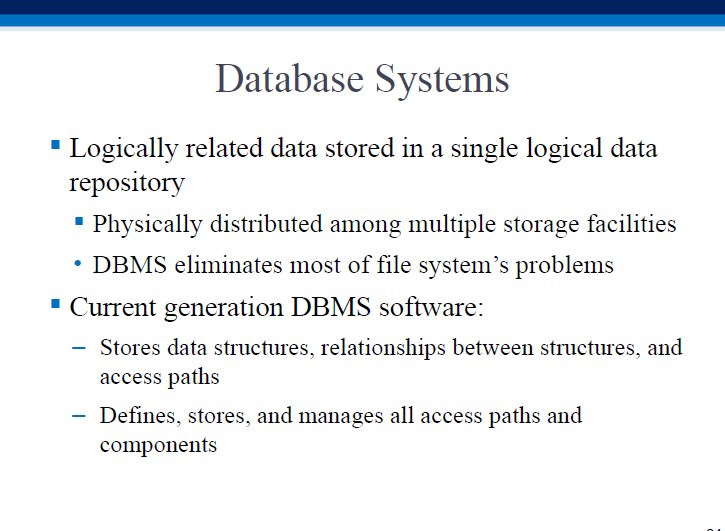 Database Systems
▪ Logically related data stored in a single logical data
repository
▪ Physically distributed among multiple storage facilities
• DBMS eliminates most of file system’s problems
▪ Current generation DBMS software:
– Stores data structures, relationships between structures, and
access paths
– Defines, stores, and manages all access paths and
components